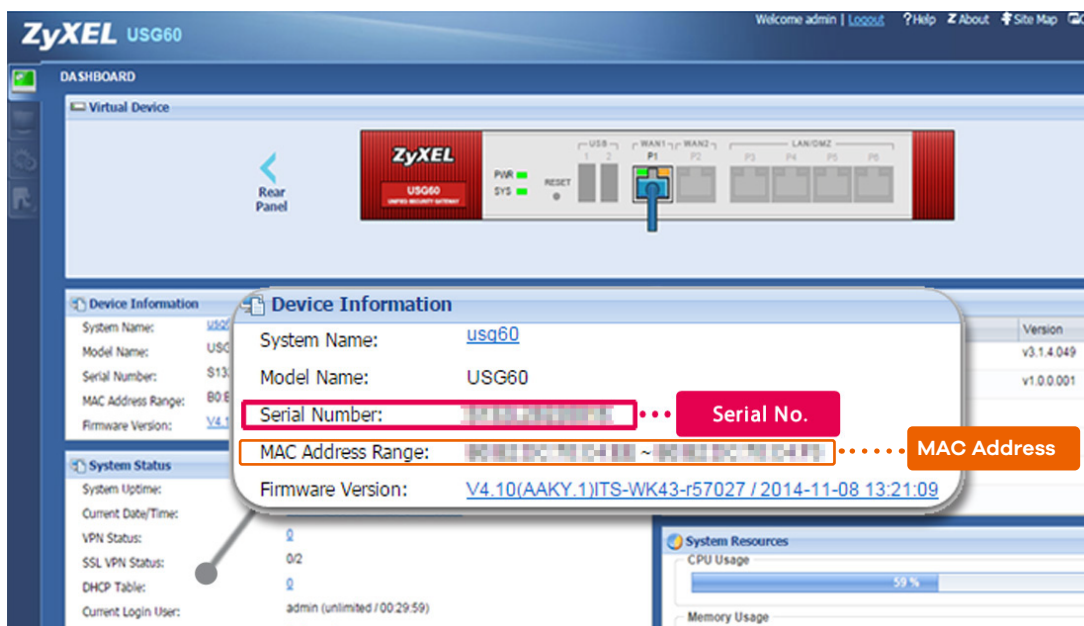 ZyXEL USG60
Welcome admin | Logout ?Help Z About Site Map
DASHBOARD
Virtual Device
Rear
Panel
ZyXEL
USG60
UNIFIED SECURITY GATEWAY
PWR
SYS
RESET
USB
1 2
WAN1 WAN2
P1 P2
LAN/DMZ
P3 P4 P5 P6
Device Information
System Name:
Model Name:
Serial Number:
MAC Address Range:
Firmware Version:
Device Information
System Name: usg60
Model Name: USG60
Serial Number:
Serial No.
MAC Address Range: ~
MAC Address
Firmware Version: V4.10(AAKY.1)ITS-WK43-r57027 / 2014-11-08 13:21:09
Version
v3.1.4.049
v1.0.0.001
System Status
System Uptime:
Current Date/Time:
VPN Status: 0
SSL VPN Status: 0/2
DHCP Table: 0
Current Login User: admin (unlimited / 00:29:59)
System Resources
CPU Usage
59 %
Memory Usage